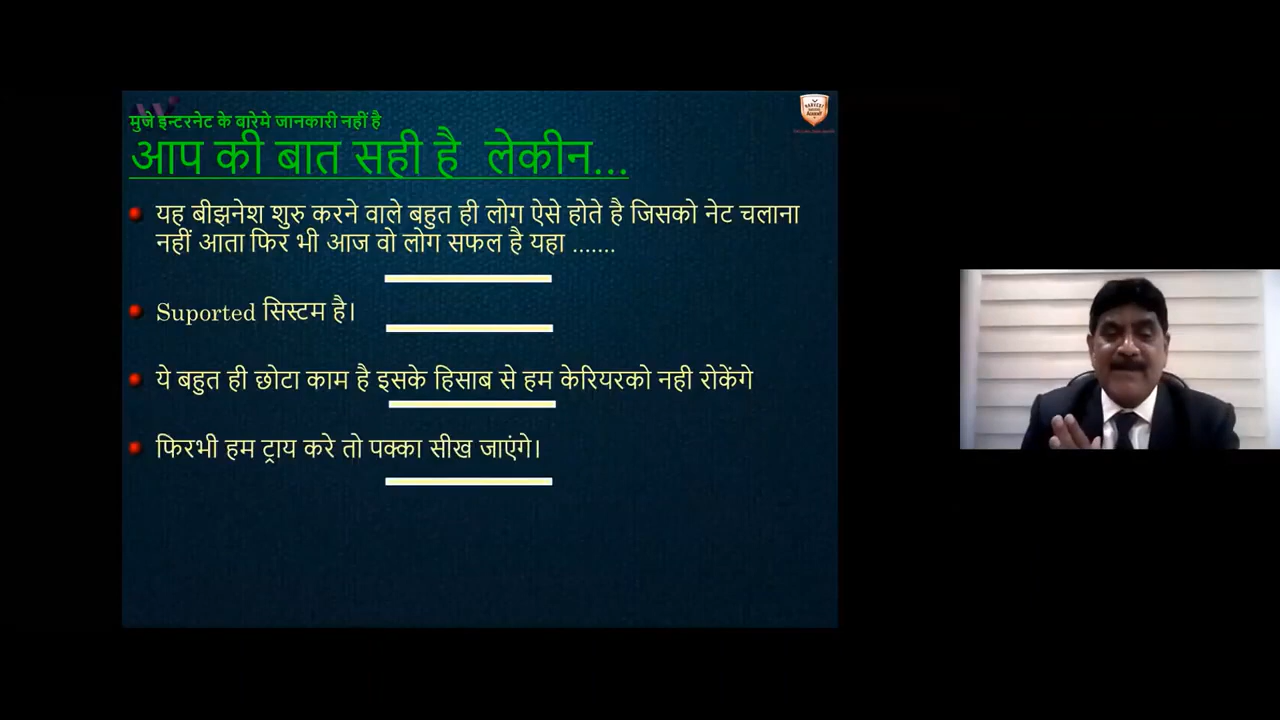 मुजे इन्टरनेट के बारेमे जानकारी नहीं है
आप की बात सही है लेकीन...
यह बीझनेश शुरु करने वाले बहुत ही लोग ऐसे होते है जिसको नेट चलाना
नहीं आता फिर भी आज वो लोग सफल है यहा .......
Suported सिस्टम है।
ये बहुत ही छोटा काम है इसके हिसाब से हम केरियरको नही रोकेंगे
फिरभी हम ट्राय करे तो पक्का सीख जाएंगे।